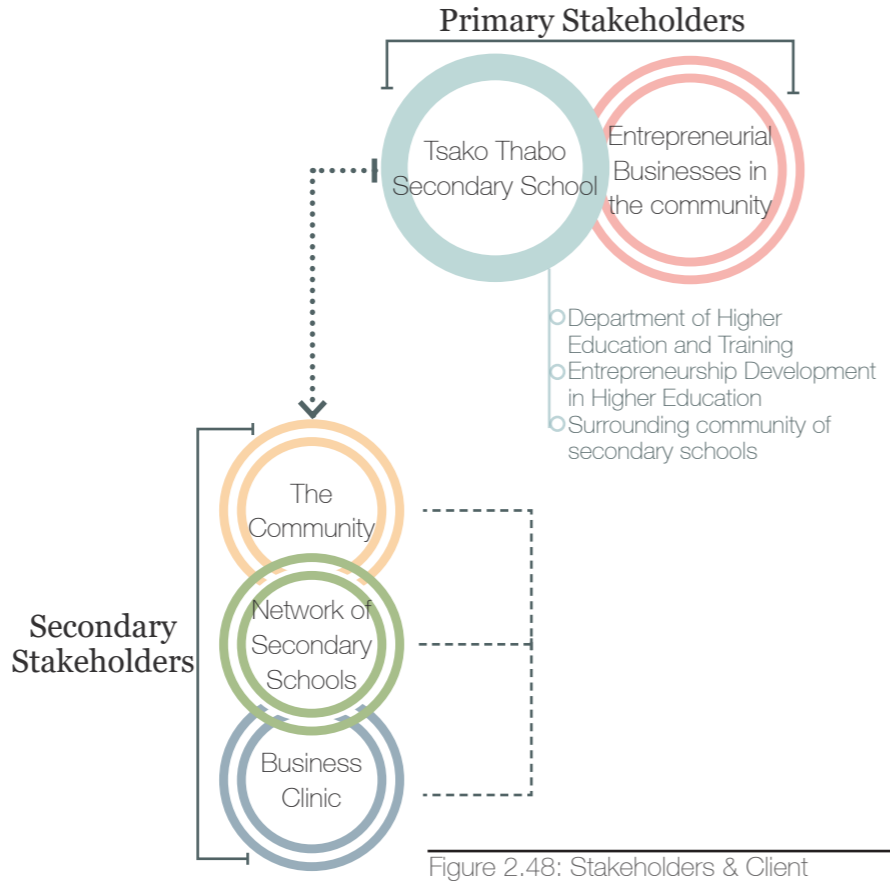 Primary Stakeholders
Tsako Thabo
Secondary School
Entrepreneurial
Businesses in
the community
Department of Higher
Education and Training
Entrepreneurship Development
in Higher Education
Surrounding community of
secondary schools
Secondary
Stakeholders
The
Community
Network of
Secondary
Schools
Business
Clinic
Figure 2.48: Stakeholders & Client